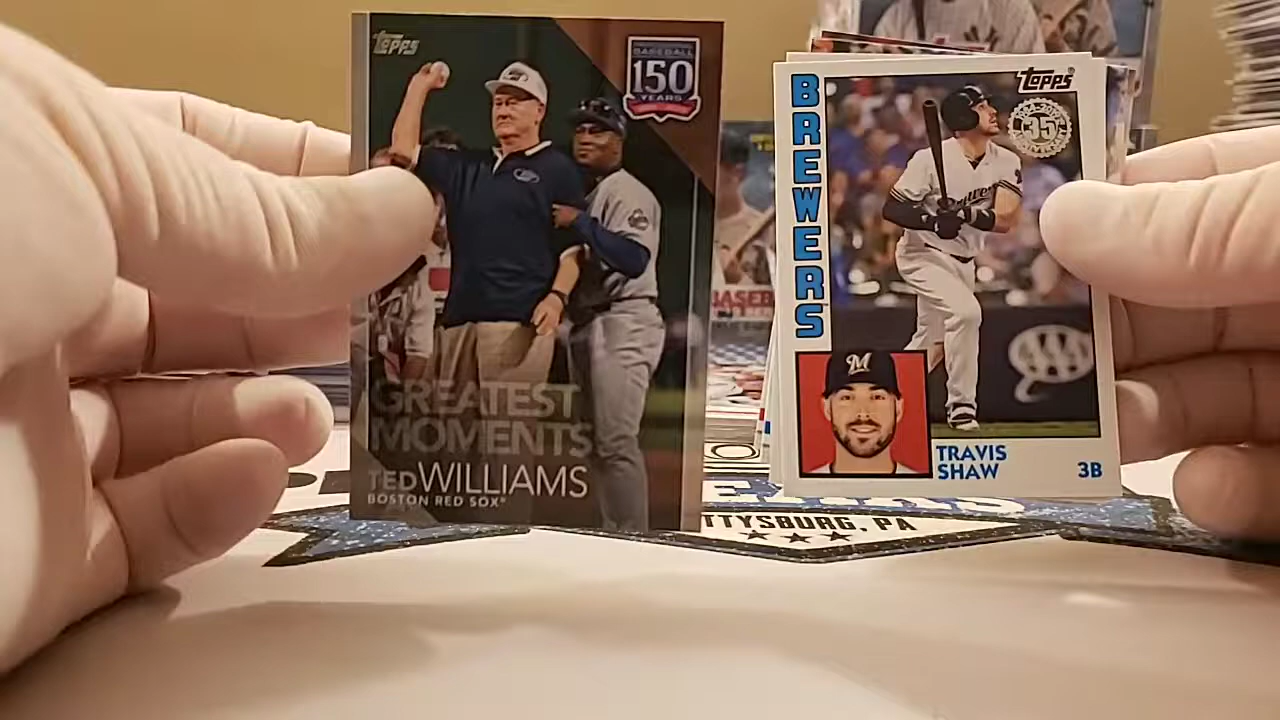 Topps
BASEBALL
150
YEARS
GREATEST
MOMENTS
TED WILLIAMS
BOSTON RED SOX
BREWERS
Topps
35
M
TRAVIS
SHAW
3B
BASEB
TTYSBURG, PA